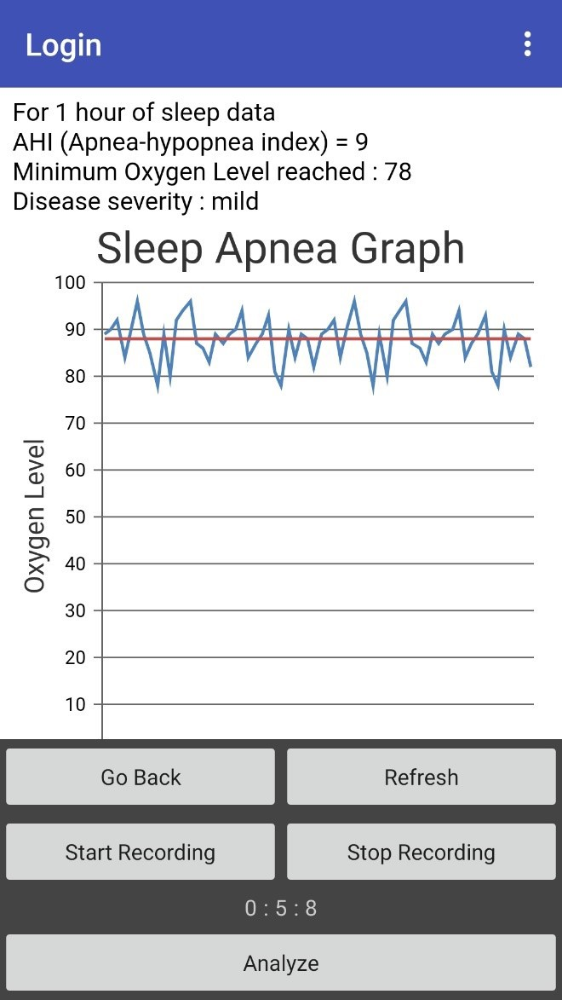 Login
For 1 hour of sleep data
AHI (Apnea-hypopnea index) = 9
Minimum Oxygen Level reached : 78
Disease severity : mild
Sleep Apnea Graph
100
90
80
70
60
50
40
30
20
10
Oxygen Level
Go Back
Refresh
Start Recording
Stop Recording
0 : 5 : 8
Analyze